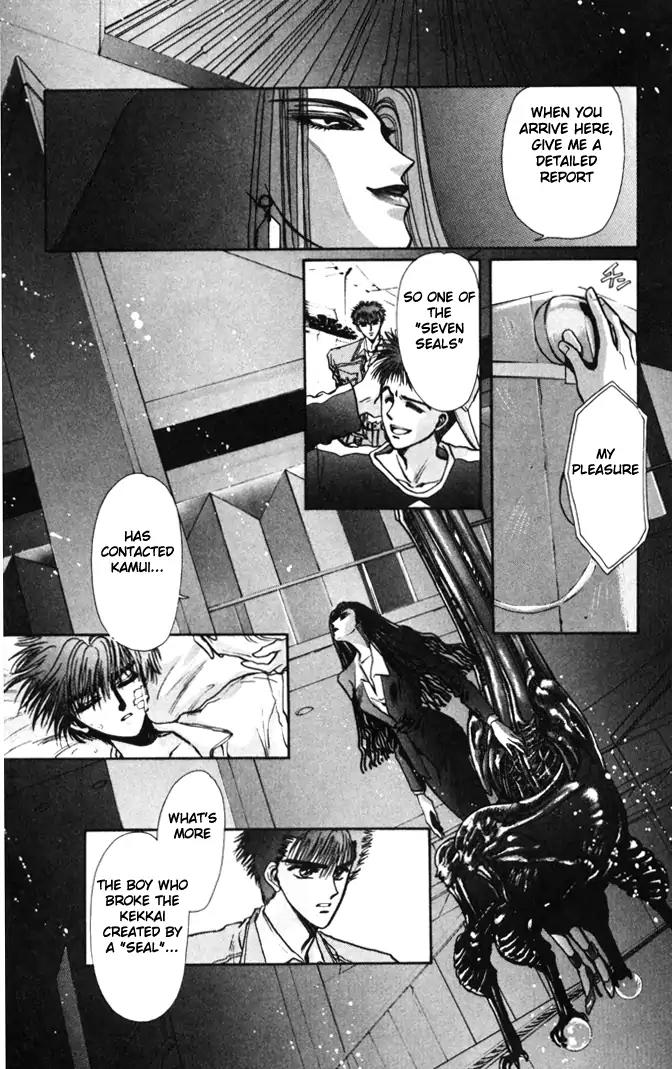 WHEN YOU
ARRIVE HERE,
GIVE ME A
DETAILED
REPORT
MY
PLEASURE
SO ONE OF
THE
"SEVEN
SEALS"
HAS
CONTACTED
KAMUI...
WHAT'S
MORE
THE BOY WHO
BROKE THE
KEKKAI
CREATED BY
A "SEAL"...